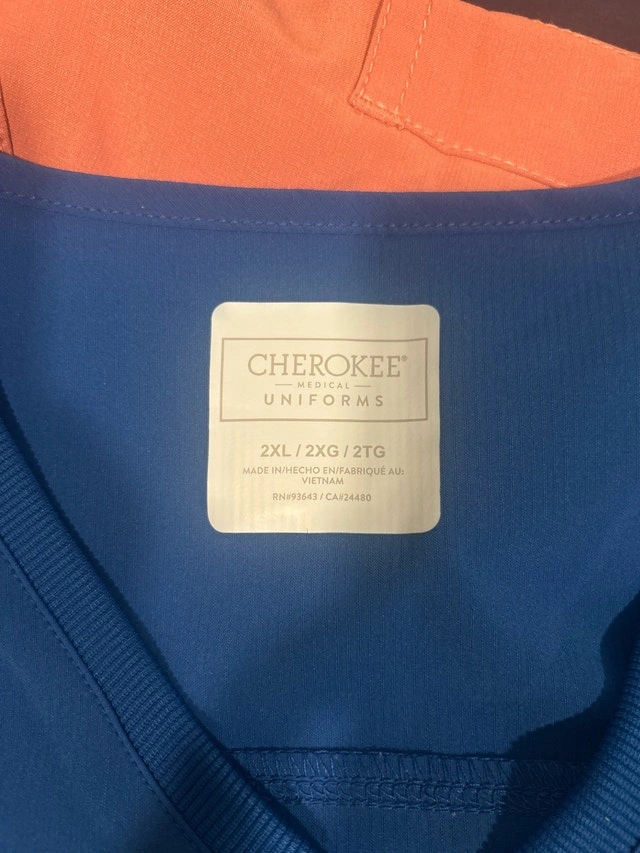 CHEROKEE®
MEDICAL
UNIFORMS
2XL / 2XG / 2TG
MADE IN/HECHO EN/FABRIQUÉ AU:
VIETNAM
RN#93643 / CA#24480